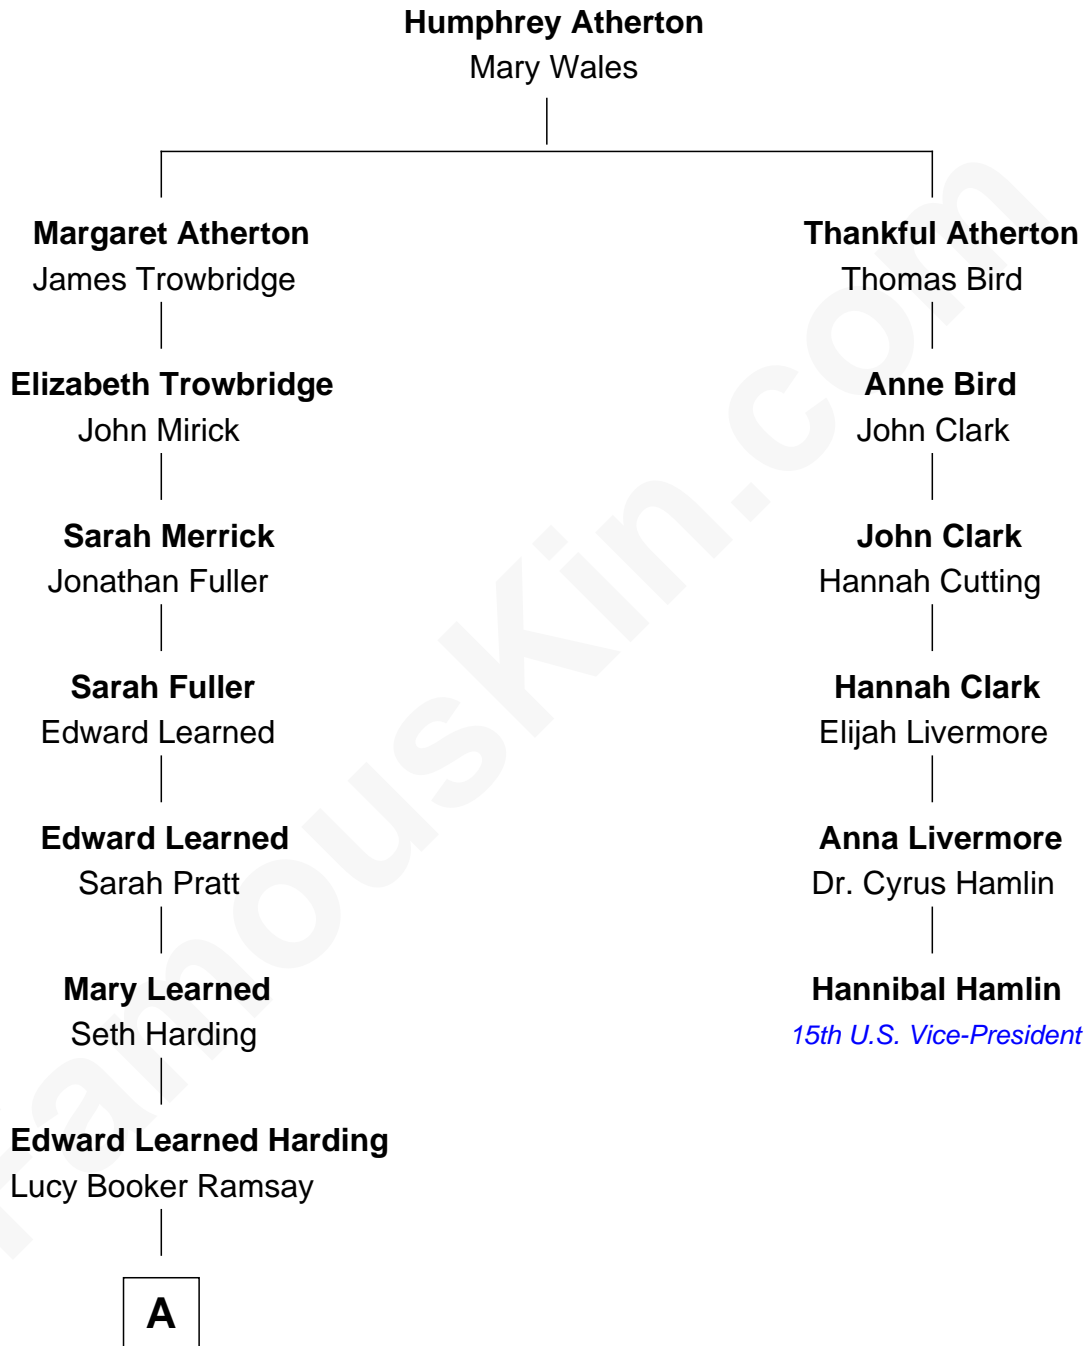 Humphrey Atherton
Mary Wales
Margaret Atherton
James Trowbridge
Thankful Atherton
Thomas Bird
Elizabeth Trowbridge
John Mirick
Anne Bird
John Clark
Sarah Merrick
Jonathan Fuller
John Clark
Hannah Cutting
Sarah Fuller
Edward Learned
Hannah Clark
Elijah Livermore
Edward Learned
Sarah Pratt
Anna Livermore
Dr. Cyrus Hamlin
Mary Learned
Seth Harding
Hannibal Hamlin
15th U.S. Vice-President
Edward Learned Harding
Lucy Booker Ramsay
A
FamousKin.com